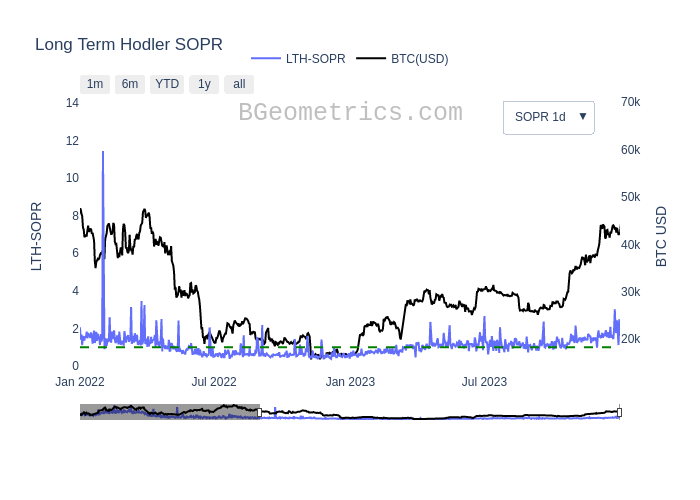 Long Term Hodler SOPR
LTH-SOPR BTC(USD)
1m 6m YTD 1y all
BGeometrics.com
SOPR 1d ▼
14
12
10
8
6
4
2
0
LTH-SOPR
70k
60k
50k
40k
30k
20k
BTC USD
Jan 2022 Jul 2022 Jan 2023 Jul 2023